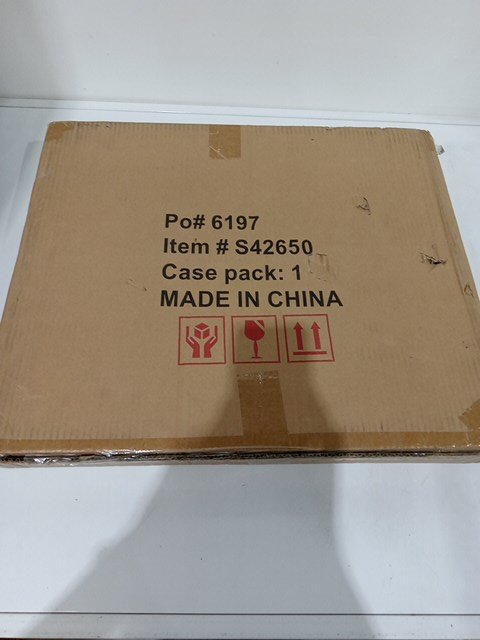 Po# 6197
Item # S42650
Case pack: 1
MADE IN CHINA